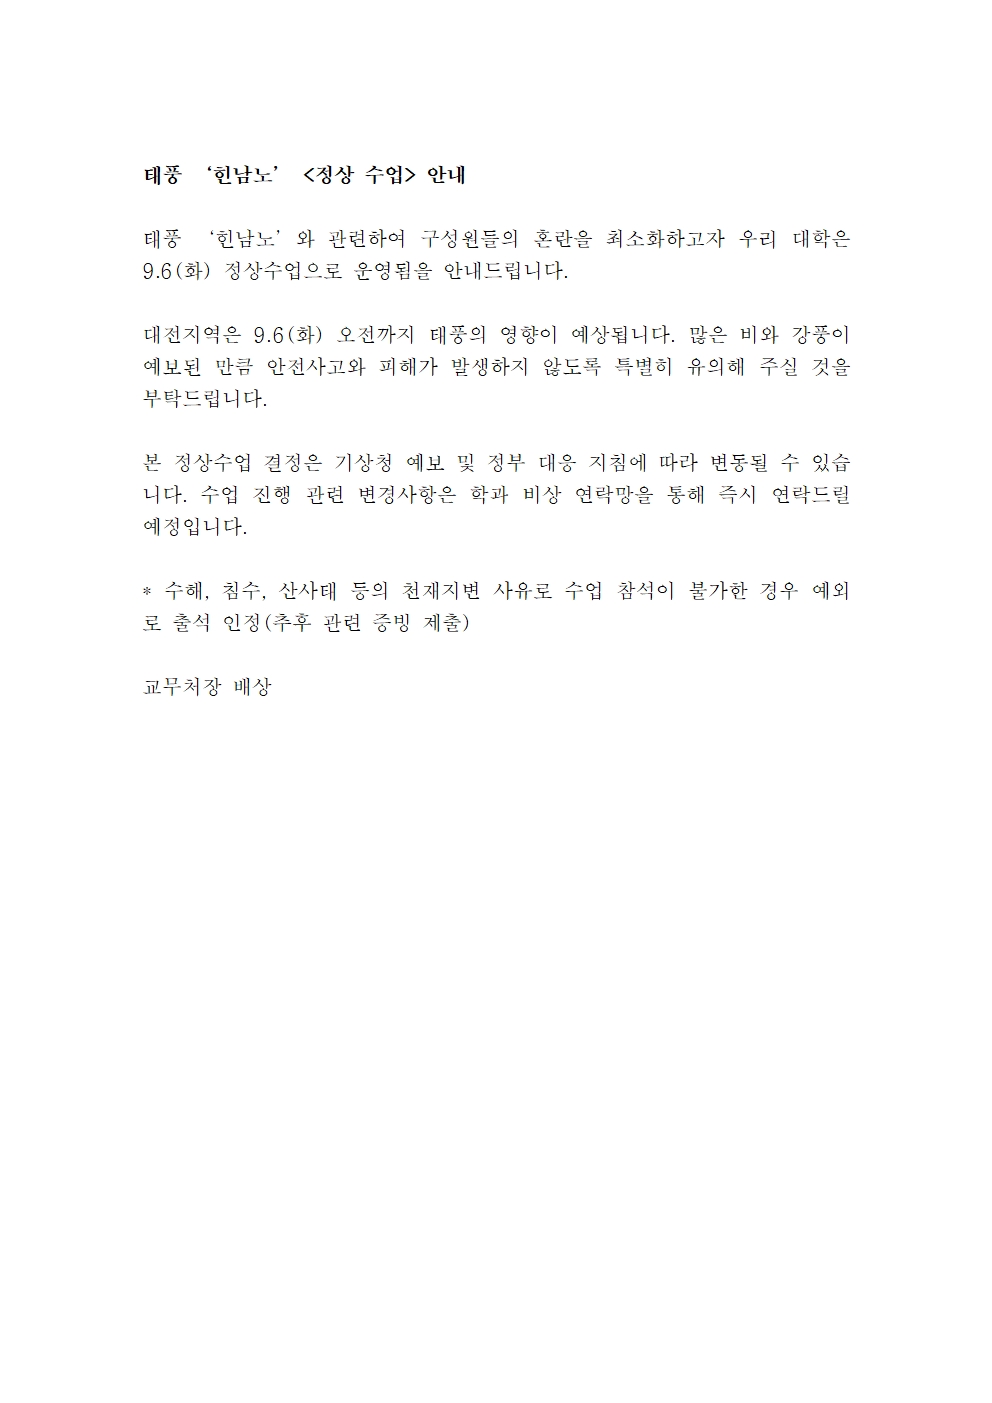 태풍 ‘힌남노’ <정상 수업> 안내
태풍 ‘힌남노’와 관련하여 구성원들의 혼란을 최소화하고자 우리 대학은
9.6(화) 정상수업으로 운영됨을 안내드립니다.
대전지역은 9.6(화) 오전까지 태풍의 영향이 예상됩니다. 많은 비와 강풍이
예보된 만큼 안전사고와 피해가 발생하지 않도록 특별히 유의해 주실 것을
부탁드립니다.
본 정상수업 결정은 기상청 예보 및 정부 대응 지침에 따라 변동될 수 있습
니다. 수업 진행 관련 변경사항은 학과 비상 연락망을 통해 즉시 연락드릴
예정입니다.
* 수해, 침수, 산사태 등의 천재지변 사유로 수업 참석이 불가한 경우 예외
로 출석 인정(추후 관련 증빙 제출)
교무처장 배상